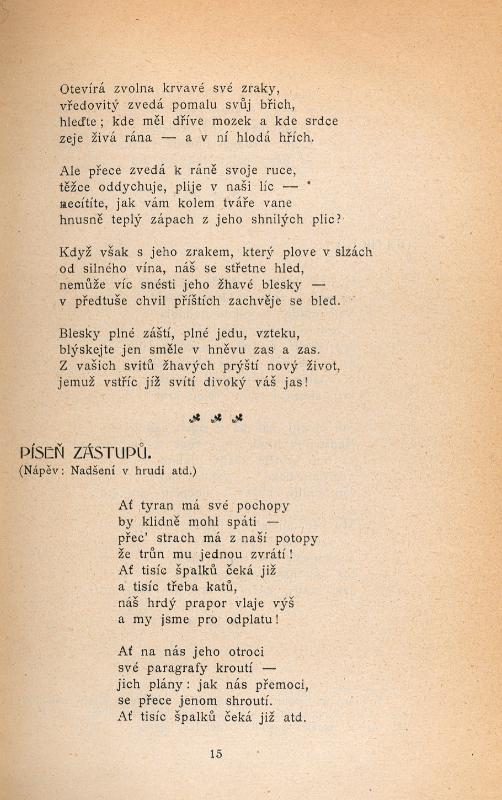 Otevírá zvolna krvavé své zraky,
vředovitý zvedá pomalu svůj břich,
hleďte; kde měl dříve mozek a kde srdce
zeje živá rána — a v ní hlodá hřích.
Ale přece zvedá k ráně svoje ruce,
těžce oddychuje, plije v naši líc —
necítíte, jak vám kolem tváře vane
hnusně teplý zápach z jeho shnilých plic?
Když však s jeho zrakem, který plove v slzách
od silného vína, náš se střetne hled,
nemůže víc snésti jeho žhavé blesky —
v předtuše chvil příštích zachvěje se bled.
Blesky plné záští, plné jedu, vzteku,
blýskejte jen směle v hněvu zas a zas.
Z vašich svitů žhavých prýští nový život,
jemuž vstříc jíž svítí divoký váš jas!
PÍSEŇ ZÁSTUPŮ.
(Nápěv: Nadšení v hrudi atd.)
Ať tyran má své pochopy
by klidně mohl spáti —
přec' strach má z naší potopy
že trůn mu jednou zvrátí!
Ať tisíc špalků čeká již
a tisíc třeba katů,
náš hrdý prapor vlaje výš
a my jsme pro odplatu!
Ať na nás jeho otroci
své paragrafy kroutí —
jich plány: jak nás přemoci,
se přece jenom shroutí.
Ať tisíc špalků čeká již atd.
15